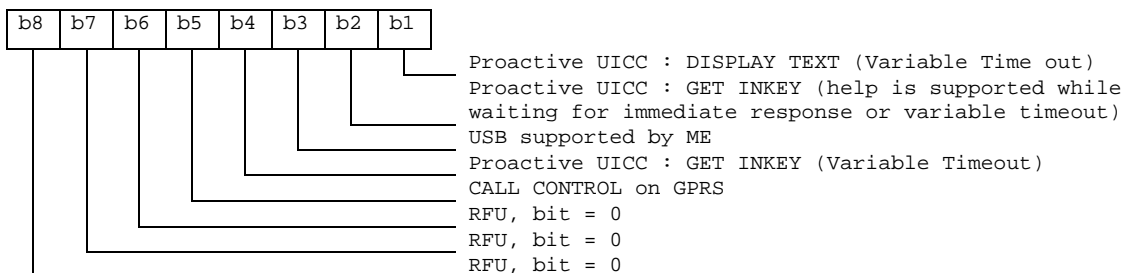 b8 b7 b6 b5 b4 b3 b2 b1
Proactive UICC : DISPLAY TEXT (Variable Time out)
Proactive UICC : GET INKEY (help is supported while
waiting for immediate response or variable timeout)
USB supported by ME
Proactive UICC : GET INKEY (Variable Timeout)
CALL CONTROL on GPRS
RFU, bit = 0
RFU, bit = 0
RFU, bit = 0